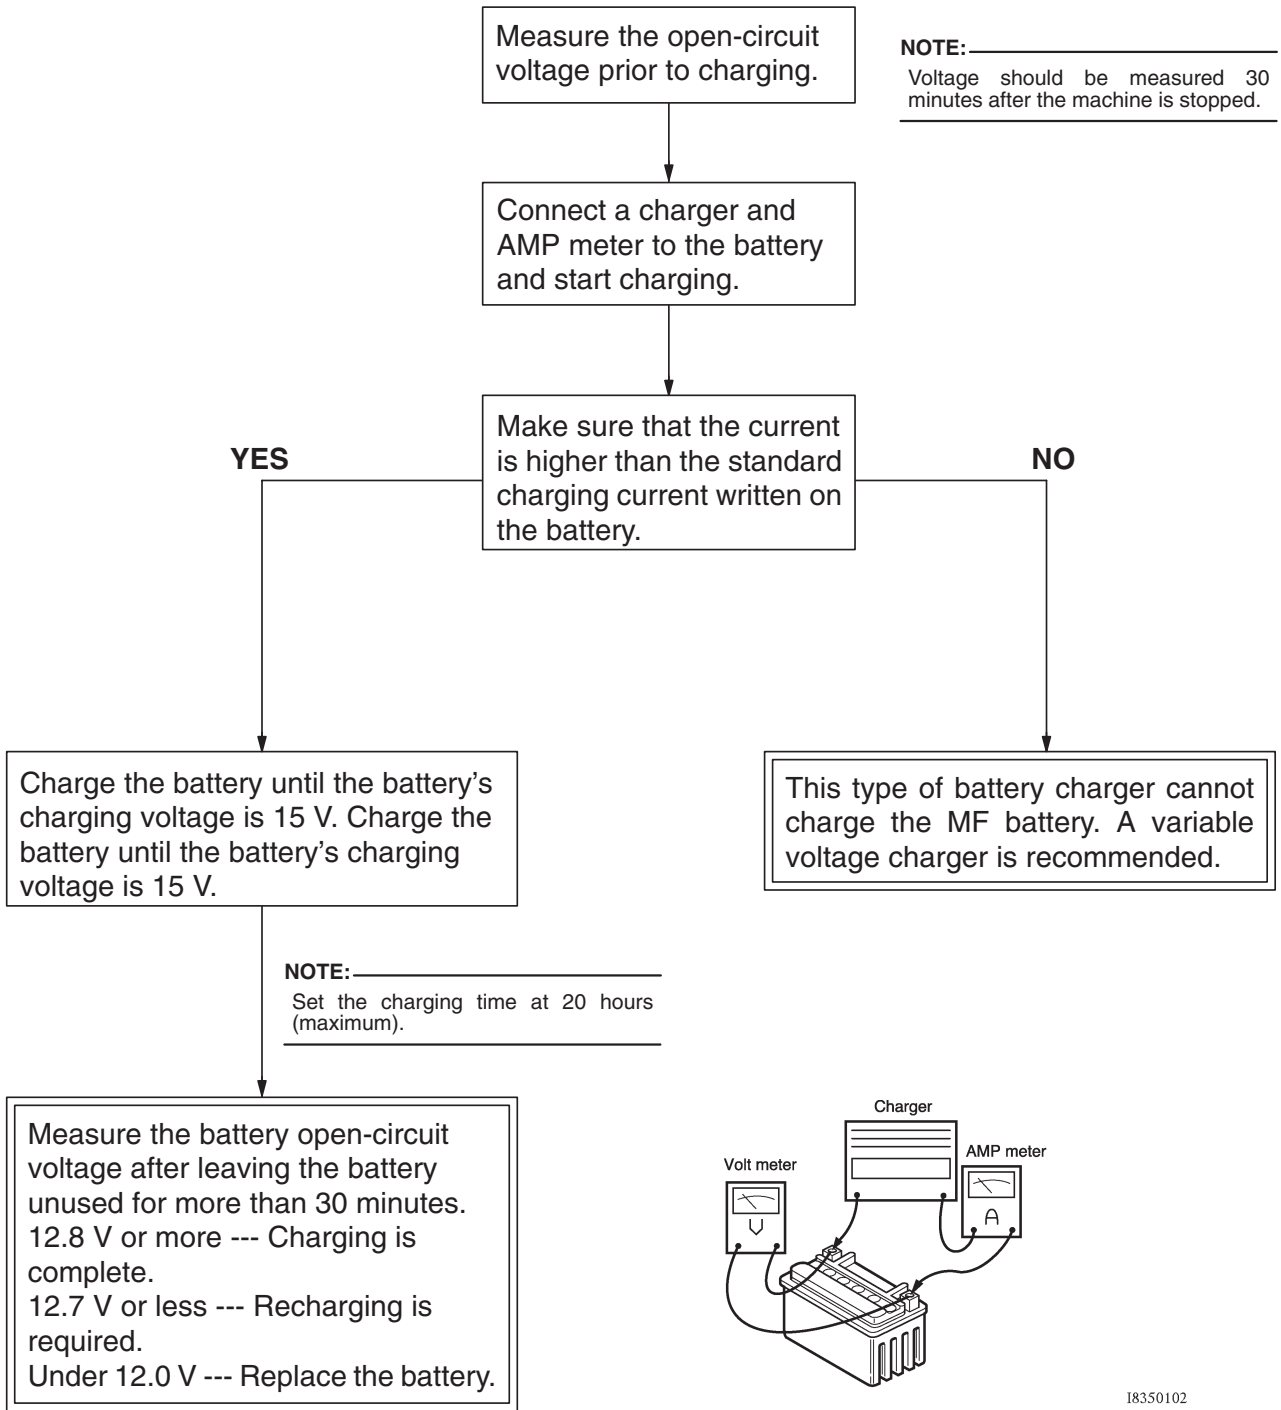 Measure the open-circuit
voltage prior to charging.
NOTE:
Voltage should be measured 30
minutes after the machine is stopped.
Connect a charger and
AMP meter to the battery
and start charging.
Make sure that the current
is higher than the standard
charging current written on
the battery.
YES
NO
Charge the battery until the battery's
charging voltage is 15 V. Charge the
battery until the battery's charging
voltage is 15 V.
This type of battery charger cannot
charge the MF battery. A variable
voltage charger is recommended.
NOTE:
Set the charging time at 20 hours
(maximum).
Measure the battery open-circuit
voltage after leaving the battery
unused for more than 30 minutes.
12.8 V or more --- Charging is
complete.
12.7 V or less --- Recharging is
required.
Under 12.0 V --- Replace the battery.
Charger
Volt meter
AMP meter
V
A
I8350102